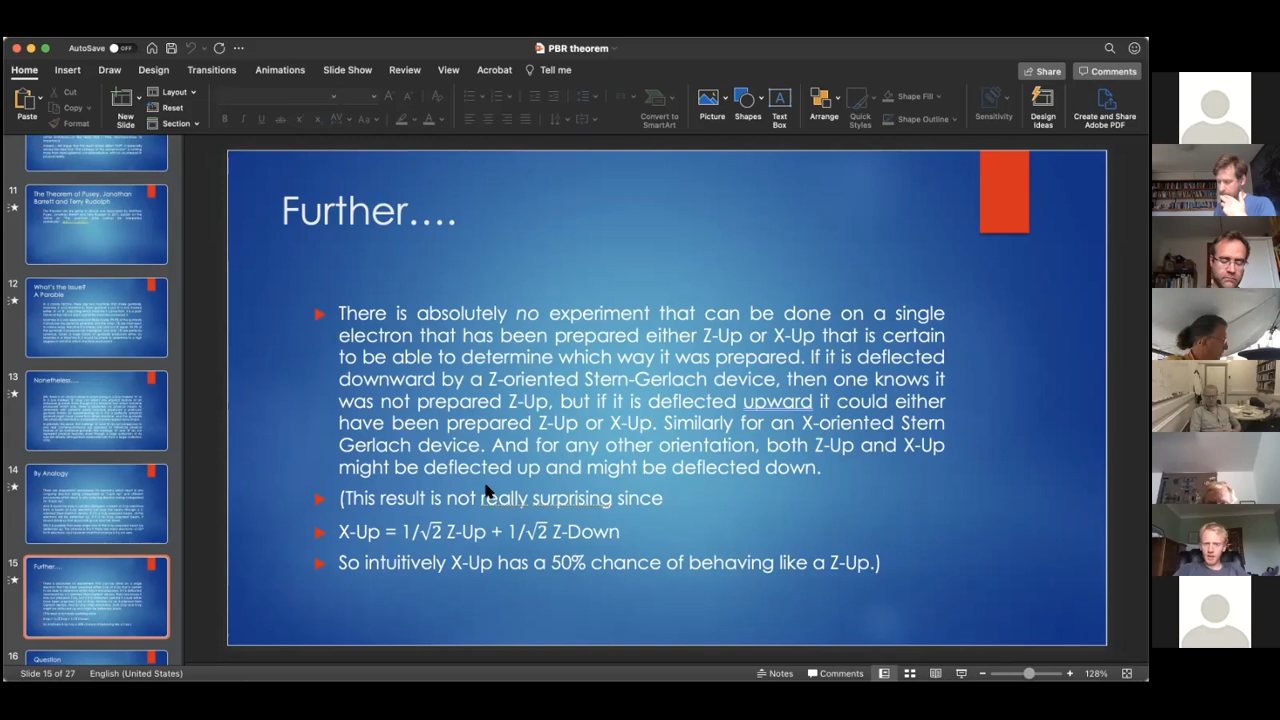 AutoSave OFF
PBR theorem
Home Insert Draw Design Transitions Animations Slide Show Review View Acrobat Tell me
Share Comments
Paste
Cut
Copy
Format
New Slide
Layout
Reset
Section
Convert to SmartArt
Picture
Shapes
Text Box
Arrange
Quick Styles
Shape Fill
Shape Outline
Sensitivity
Design Ideas
Create and Share Adobe PDF
11
The Theorem of Pusey, Jonathan
Barrett and Terry Rudolph
12
What's the Issue?
A Parable
13
Nonetheless....
14
By Analogy
15
Further....
16
Question
Further....
There is absolutely no experiment that can be done on a single
electron that has been prepared either Z-Up or X-Up that is certain
to be able to determine which way it was prepared. If it is deflected
downward by a Z-oriented Stern-Gerlach device, then one knows it
was not prepared Z-Up, but if it is deflected upward it could either
have been prepared Z-Up or X-Up. Similarly for an X-oriented Stern
Gerlach device. And for any other orientation, both Z-Up and X-Up
might be deflected up and might be deflected down.
(This result is not really surprising since
X-Up = 1/√2 Z-Up + 1/√2 Z-Down
So intuitively X-Up has a 50% chance of behaving like a Z-Up.)
Slide 15 of 27 English (United States)
Notes Comments 128%